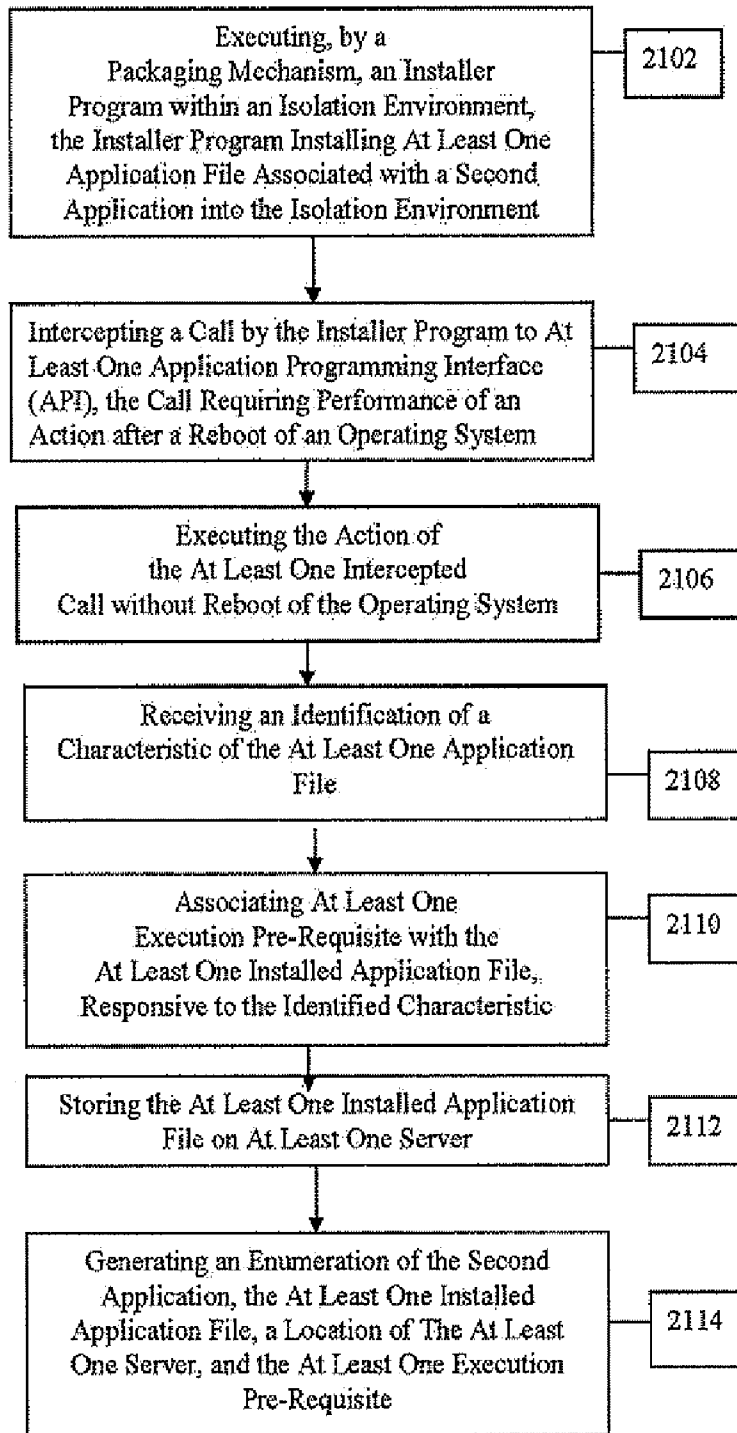 Executing, by a
Packaging Mechanism, an Installer
Program within an Isolation Environment,
the Installer Program Installing At Least One
Application File Associated with a Second
Application into the Isolation Environment
2102
Intercepting a Call by the Installer Program to At
Least One Application Programming Interface
(API), the Call Requiring Performance of an
Action after a Reboot of an Operating System
2104
Executing the Action of
the At Least One Intercepted
Call without Reboot of the Operating System
2106
Receiving an Identification of a
Characteristic of the At Least One Application
File
2108
Associating At Least One
Execution Pre-Requisite with the
At Least One Installed Application File,
Responsive to the Identified Characteristic
2110
Storing the At Least One Installed Application
File on At Least One Server
2112
Generating an Enumeration of the Second
Application, the At Least One Installed
Application File, a Location of The At Least
One Server, and the At Least One Execution
Pre-Requisite
2114